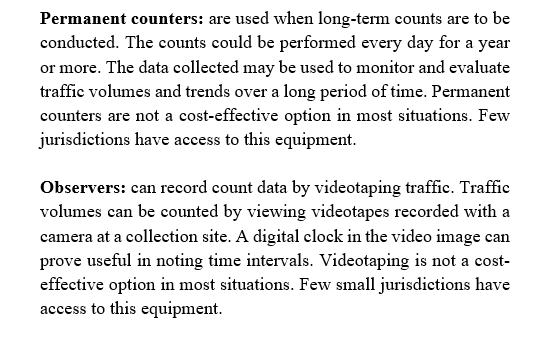 Permanent counters: are used when long-term counts are to be
conducted. The counts could be performed every day for a year
or more. The data collected may be used to monitor and evaluate
traffic volumes and trends over a long period of time. Permanent
counters are not a cost-effective option in most situations. Few
jurisdictions have access to this equipment.
Observers: can record count data by videotaping traffic. Traffic
volumes can be counted by viewing videotapes recorded with a
camera at a collection site. A digital clock in the video image can
prove useful in noting time intervals. Videotaping is not a cost-
effective option in most situations. Few small jurisdictions have
access to this equipment.